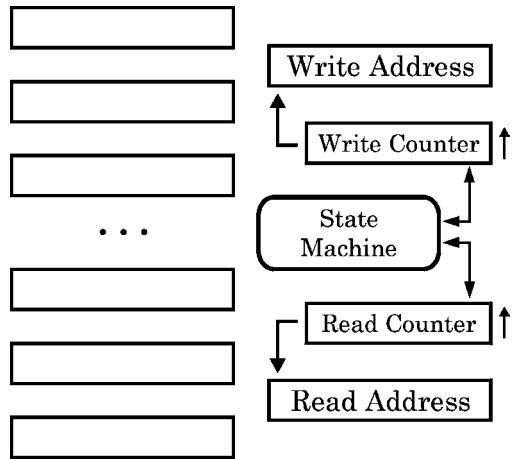 Write Address
Write Counter
...
State
Machine
Read Counter
Read Address